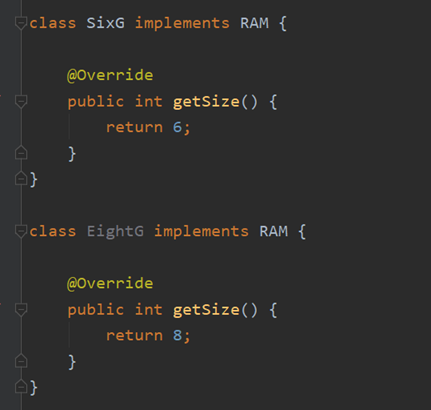 class SixG implements RAM {
@Override
public int getSize() {
return 6;
}
}
class EightG implements RAM {
@Override
public int getSize() {
return 8;
}
}